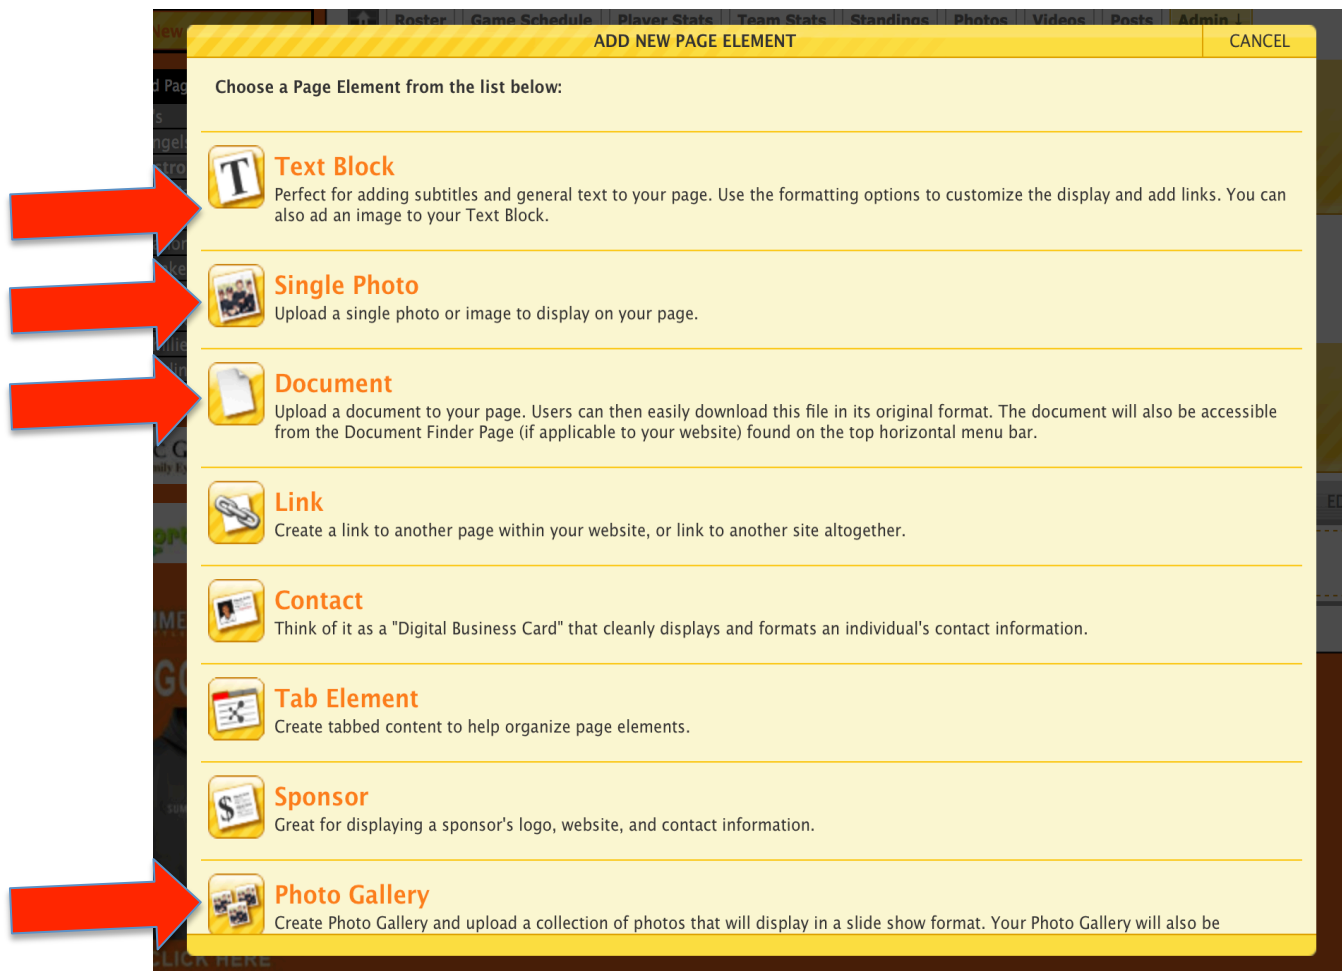 New
Roster Game Schedule Player Stats Team Stats Standings Photos Videos Posts Admin ↓
ADD NEW PAGE ELEMENT CANCEL
Choose a Page Element from the list below:
T
Text Block
Perfect for adding subtitles and general text to your page. Use the formatting options to customize the display and add links. You can
also ad an image to your Text Block.
Single Photo
Upload a single photo or image to display on your page.
Document
Upload a document to your page. Users can then easily download this file in its original format. The document will also be accessible
from the Document Finder Page (if applicable to your website) found on the top horizontal menu bar.
Link
Create a link to another page within your website, or link to another site altogether.
Contact
Think of it as a "Digital Business Card" that cleanly displays and formats an individual's contact information.
Tab Element
Create tabbed content to help organize page elements.
$
Sponsor
Great for displaying a sponsor's logo, website, and contact information.
Photo Gallery
Create Photo Gallery and upload a collection of photos that will display in a slide show format. Your Photo Gallery will also be
CLICK HERE